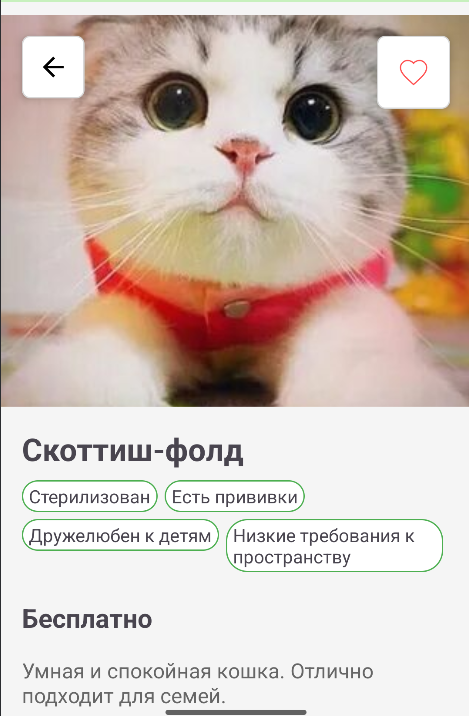 Скоттиш-фолд
Стерилизован Есть прививки
Дружелюбен к детям Низкие требования к
пространству
Бесплатно
Умная и спокойная кошка. Отлично
подходит для семей.